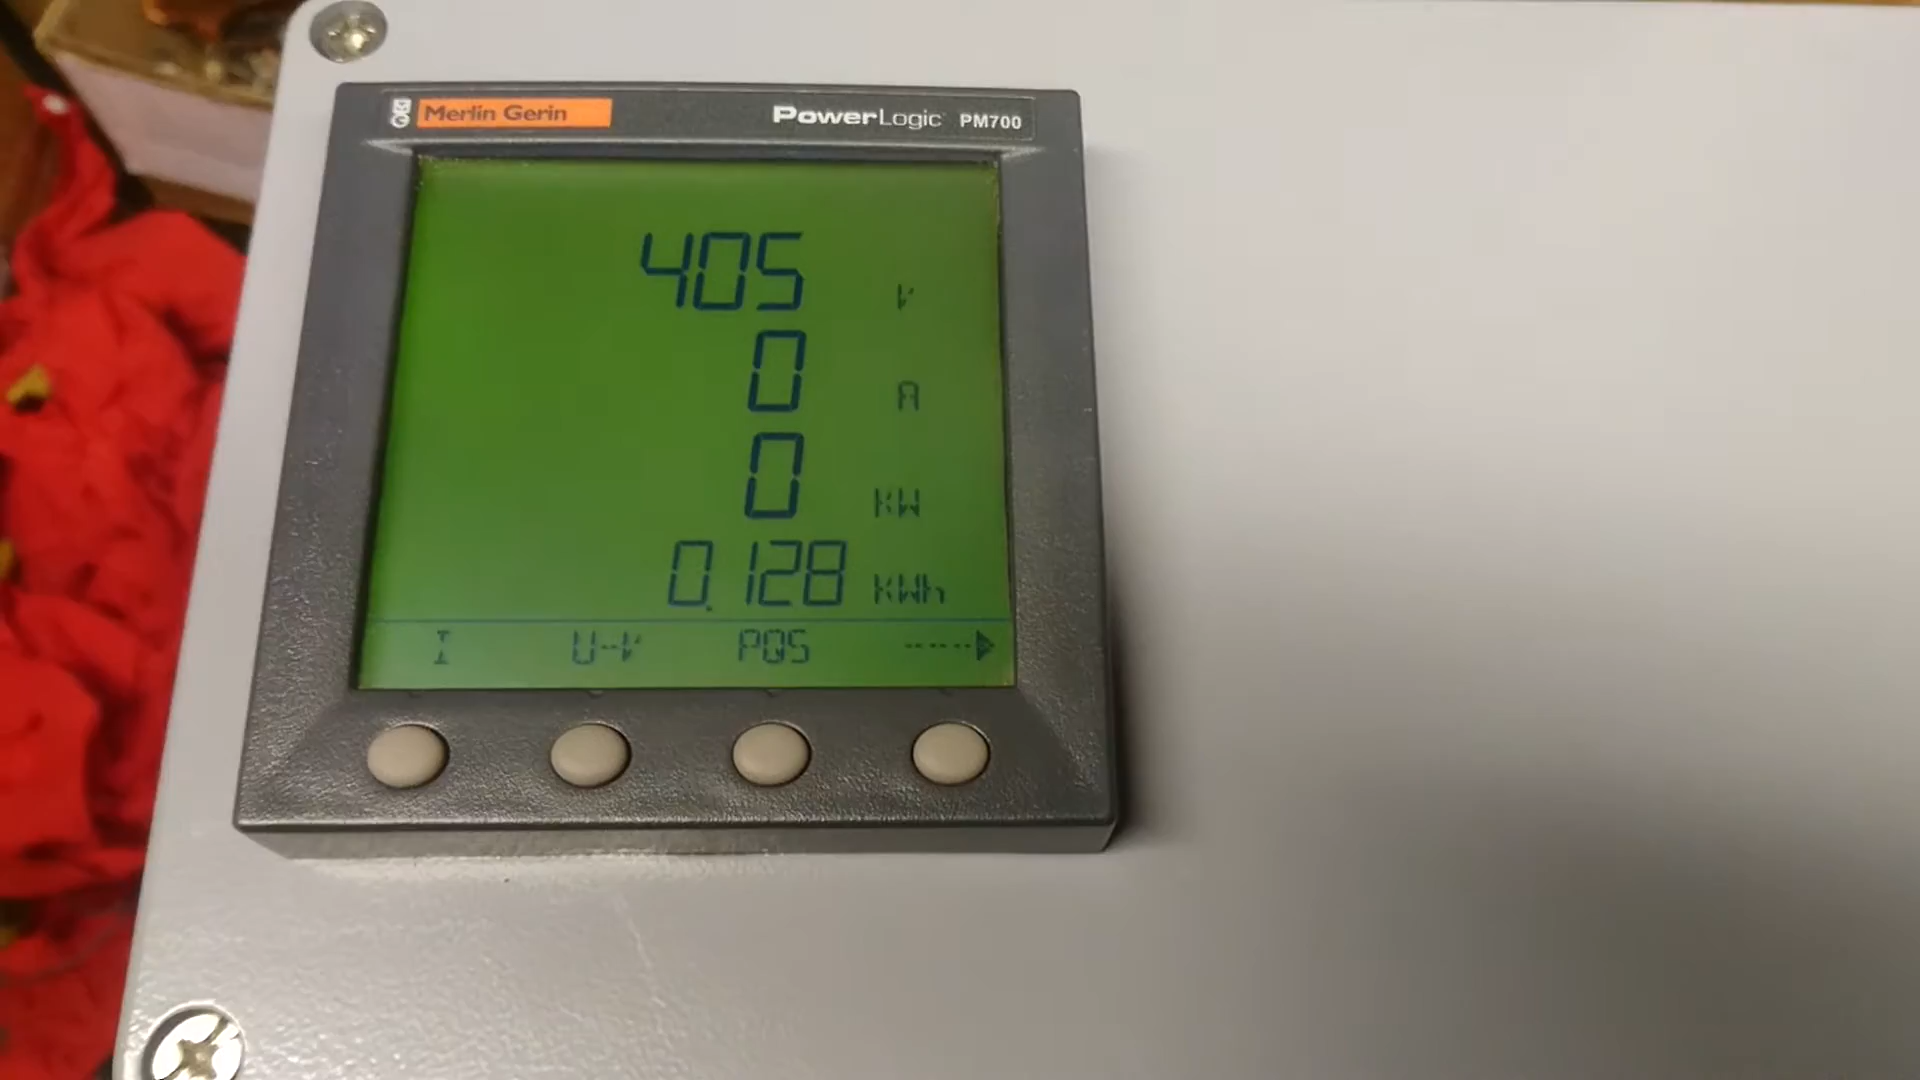 Merlin Gerin PowerLogic PM700
405 V
0 A
0 KW
0.128 KWh
I U-V PQS ----->